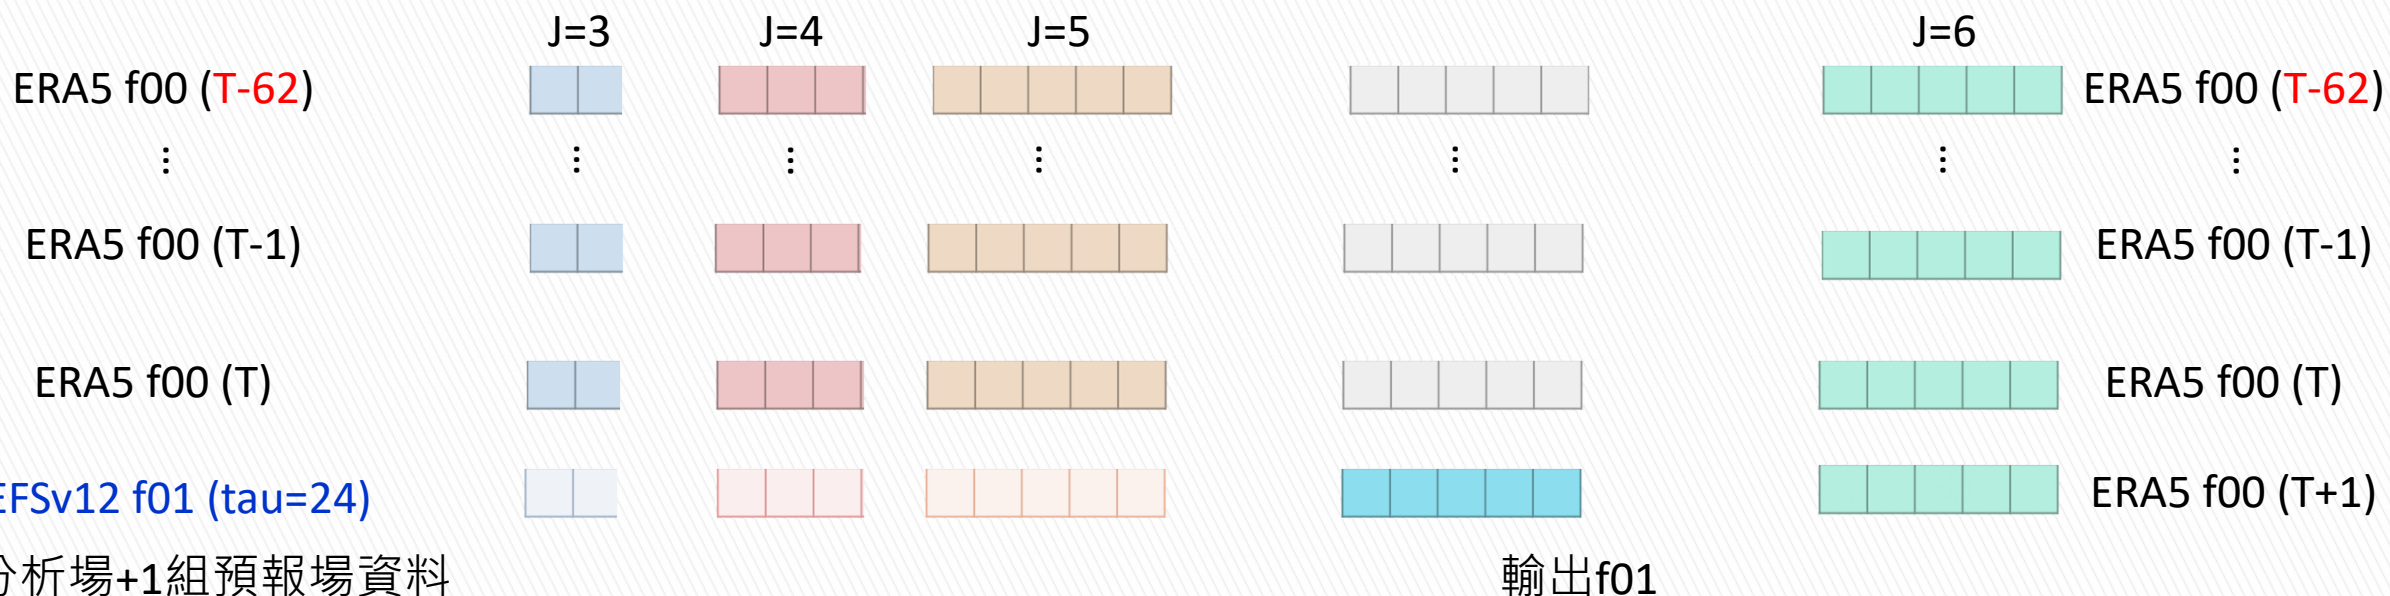 J=3 J=4 J=5 J=6
ERA5 f00 (T-62) ERA5 f00 (T-62)
⋮ ⋮ ⋮ ⋮ ⋮ ⋮ ⋮
ERA5 f00 (T-1) ERA5 f00 (T-1)
ERA5 f00 (T) ERA5 f00 (T)
EFSv12 f01 (tau=24) ERA5 f00 (T+1)
分析場+1組預報場資料 輸出f01